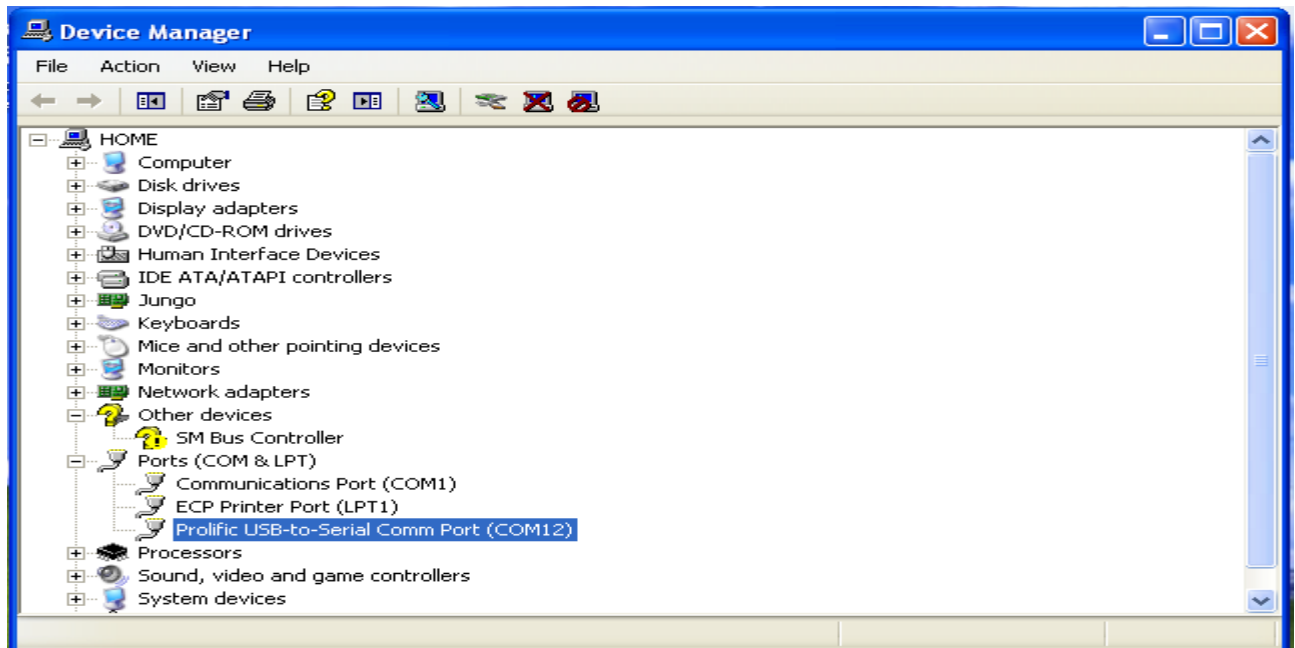 Device Manager
File Action View Help
HOME
Computer
Disk drives
Display adapters
DVD/CD-ROM drives
Human Interface Devices
IDE ATA/ATAPI controllers
Jungo
Keyboards
Mice and other pointing devices
Monitors
Network adapters
Other devices
SM Bus Controller
Ports (COM & LPT)
Communications Port (COM1)
ECP Printer Port (LPT1)
Prolific USB-to-Serial Comm Port (COM12)
Processors
Sound, video and game controllers
System devices